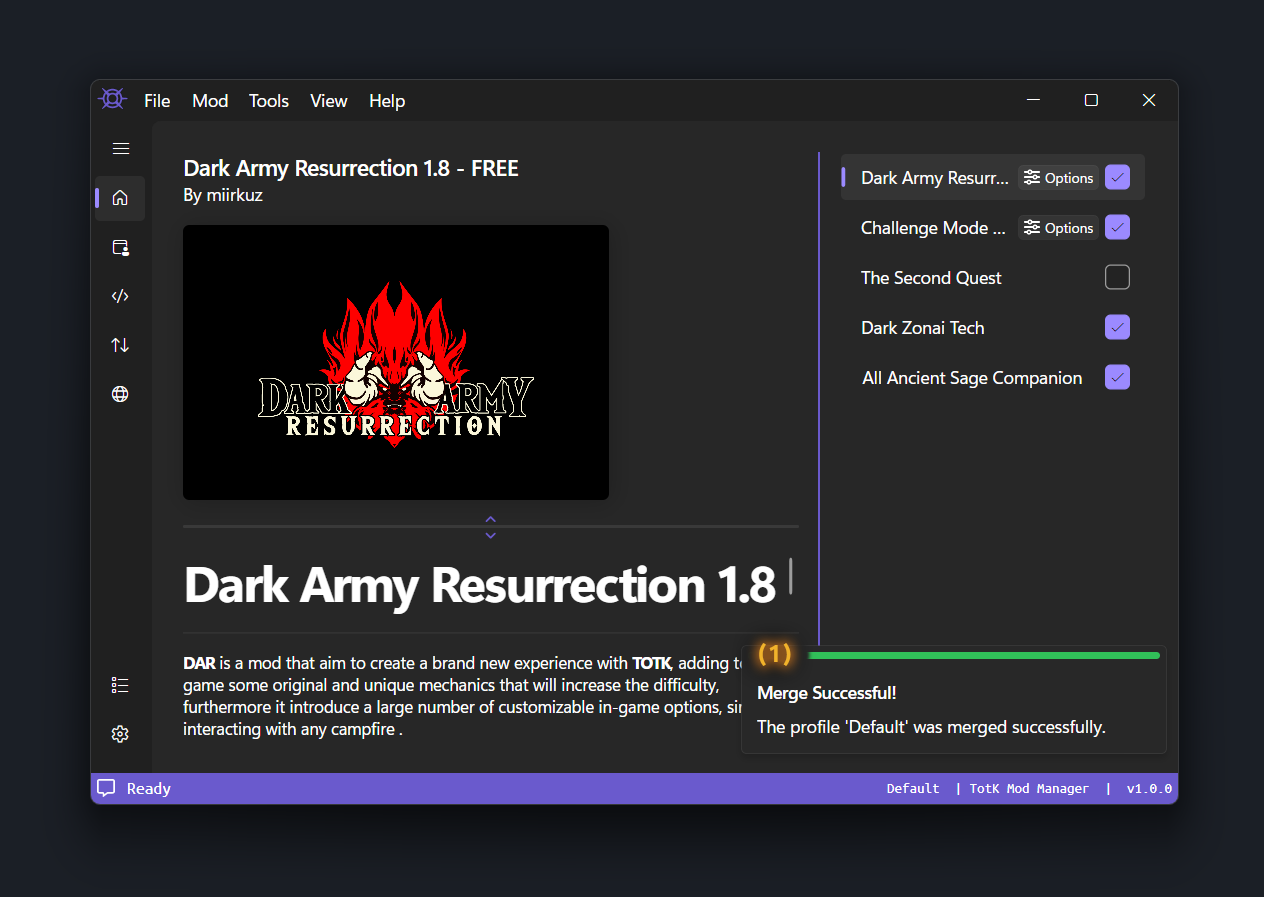 File Mod Tools View Help
Dark Army Resurrection 1.8 - FREE
By miirkuz
DARK ARMY
RESURRECTION
Dark Army Resurrection 1.8
DAR is a mod that aim to create a brand new experience with TOTK, adding
game some original and unique mechanics that will increase the difficulty,
furthermore it introduce a large number of customizable in-game options,
interacting with any campfire .
Dark Army Resurr... Options
Challenge Mode ... Options
The Second Quest
Dark Zonai Tech
All Ancient Sage Companion
(1)
Merge Successful!
The profile 'Default' was merged successfully.
Ready
Default | TotK Mod Manager | v1.0.0